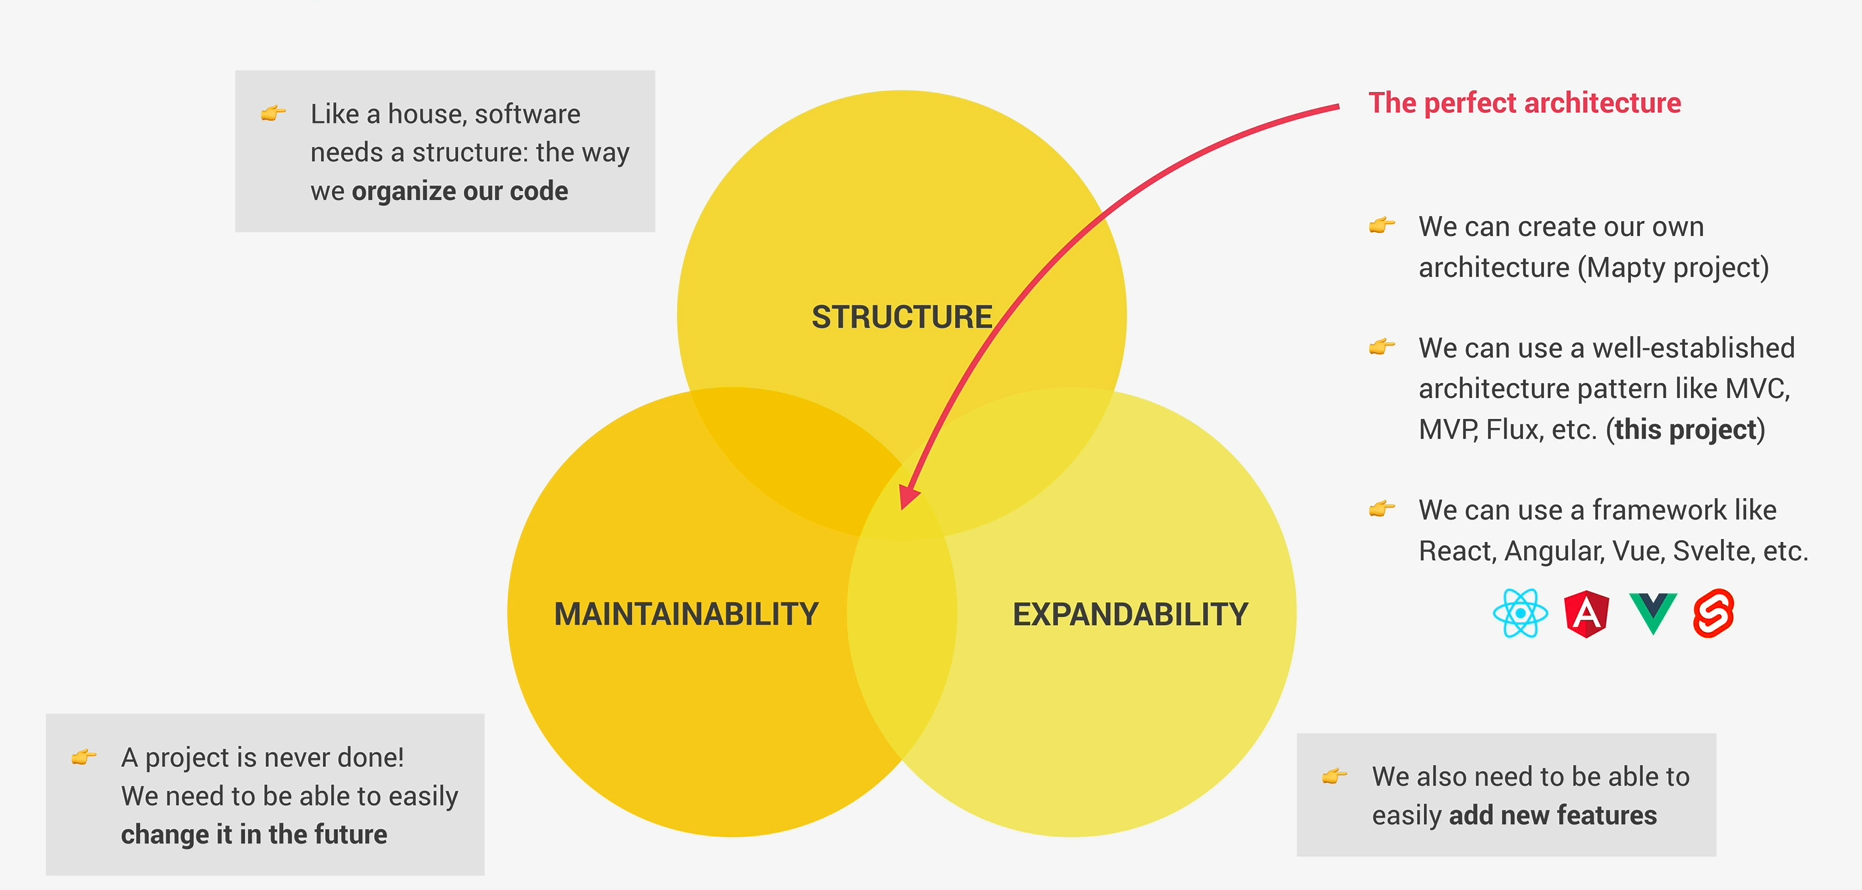 Like a house, software
needs a structure: the way
we organize our code
The perfect architecture
We can create our own
architecture (Mapty project)
We can use a well-established
architecture pattern like MVC,
MVP, Flux, etc. (this project)
We can use a framework like
React, Angular, Vue, Svelte, etc.
A
STRUCTURE
MAINTAINABILITY
EXPANDABILITY
A project is never done!
We need to be able to easily
change it in the future
We also need to be able to
easily add new features